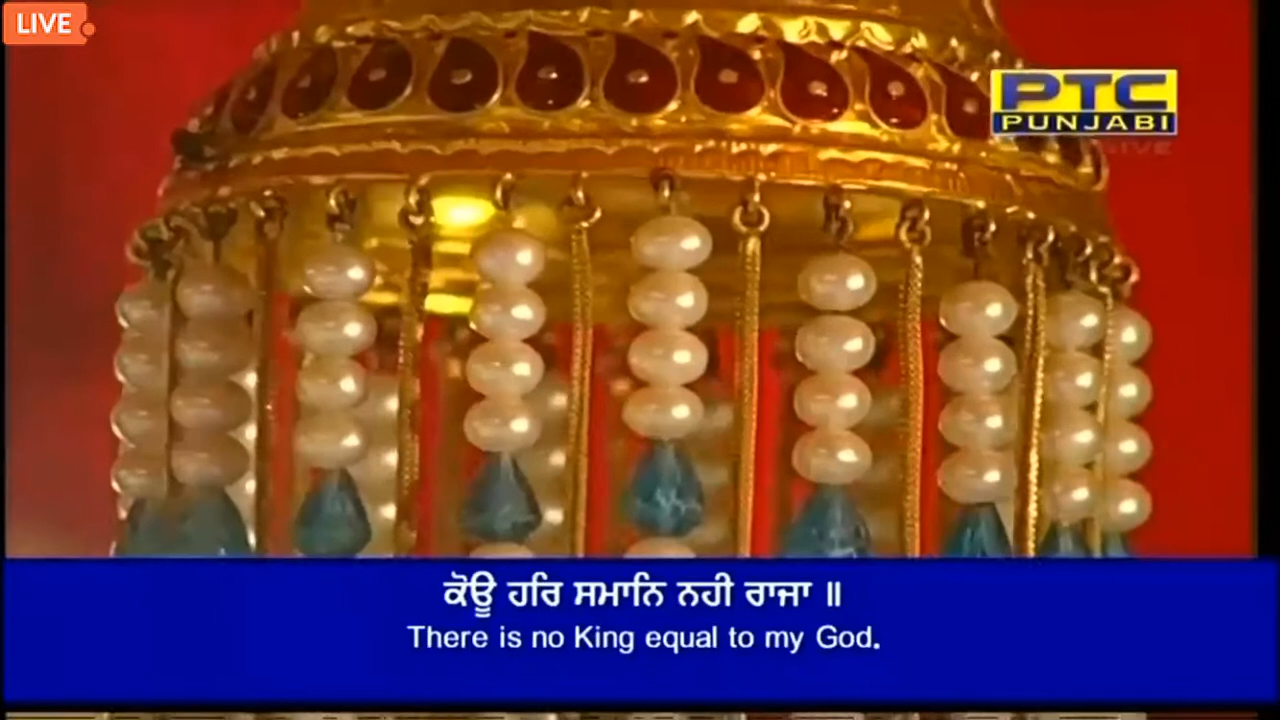 LIVE
PTC
PUNJABI
ਕੋਊ ਹਰਿ ਸਮਾਨਿ ਨਹੀ ਰਾਜਾ ॥
There is no King equal to my God.